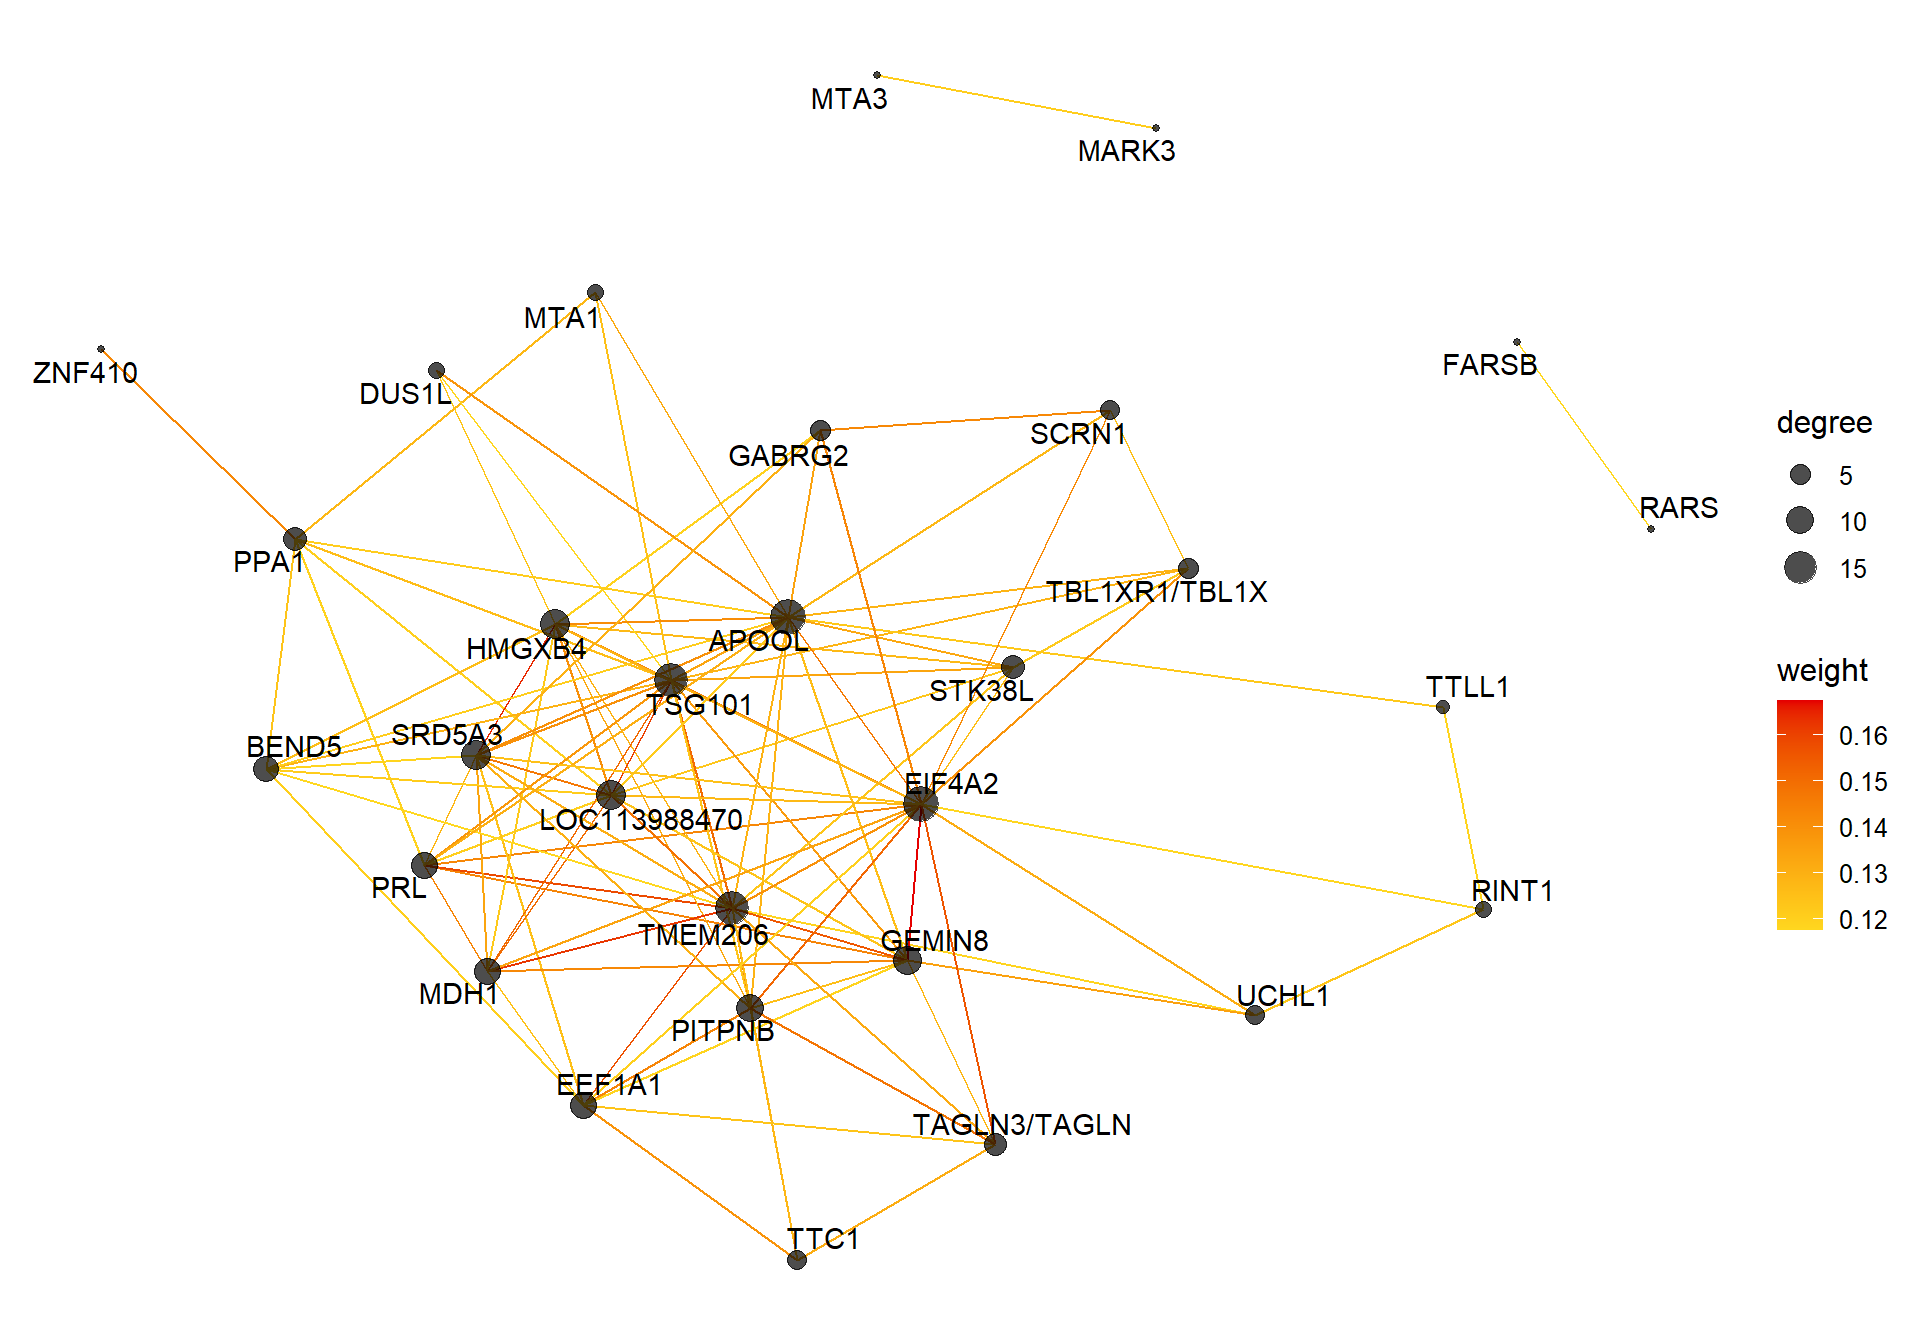 MTA3
MARK3
MTA1
ZNF410
DUS1L
FARSB
GABRG2
SCRN1
degree
5
10
15
RARS
PPA1
TBL1XR1/TBL1X
HMGXB4
APOOL
TSG101
STK38L
TTLL1
weight
0.16
0.15
0.14
0.13
0.12
SRD5A3
BEND5
EIF4A2
LOC113988470
PRL
RINT1
TMEM206
GEMIN8
MDH1
UCHL1
PITPNB
EEF1A1
TAGLN3/TAGLN
TTC1